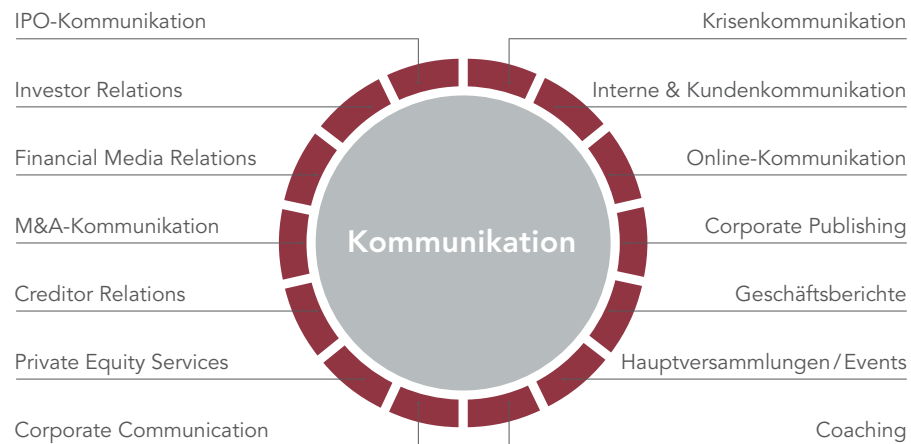 IPO-Kommunikation
Krisenkommunikation
Investor Relations
Interne & Kundenkommunikation
Financial Media Relations
Online-Kommunikation
M&A-Kommunikation
Corporate Publishing
Kommunikation
Creditor Relations
Geschäftsberichte
Private Equity Services
Hauptversammlungen / Events
Corporate Communication
Coaching